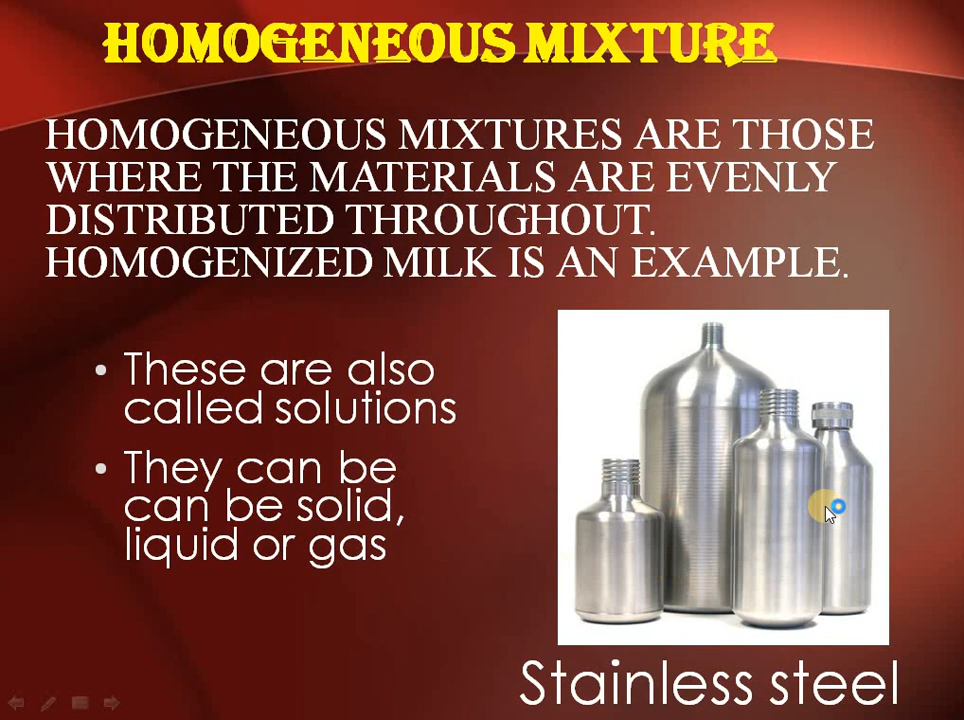 HOMOGENEOUS MIXTURE
HOMOGENEOUS MIXTURES ARE THOSE
WHERE THE MATERIALS ARE EVENLY
DISTRIBUTED THROUGHOUT.
HOMOGENIZED MILK IS AN EXAMPLE.
• These are also
called solutions
• They can be
can be solid,
liquid or gas
Stainless steel